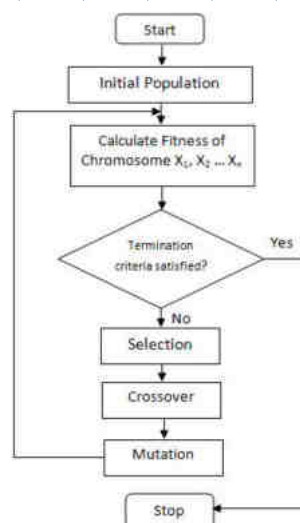 Start
Initial Population
Calculate Fitness of
Chromosome X₁, X₂ ... Xₙ
Termination
criteria satisfied?
Yes
No
Selection
Crossover
Mutation
Stop